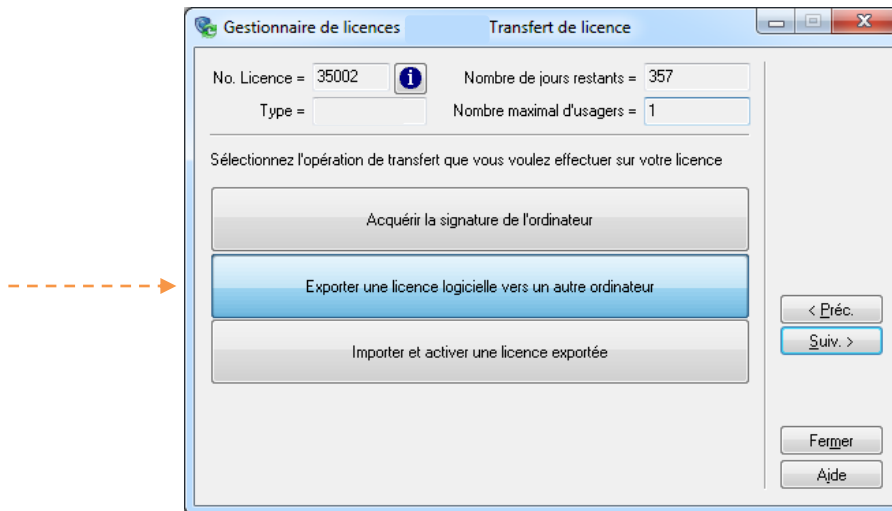 Gestionnaire de licences Transfert de licence
No. Licence = 35002 Nombre de jours restants = 357
Type = Nombre maximal d'usagers = 1
Sélectionnez l'opération de transfert que vous voulez effectuer sur votre licence
Acquérir la signature de l'ordinateur
Exporter une licence logicielle vers un autre ordinateur
Importer et activer une licence exportée
< Préc.
Suiv. >
Fermer
Aide